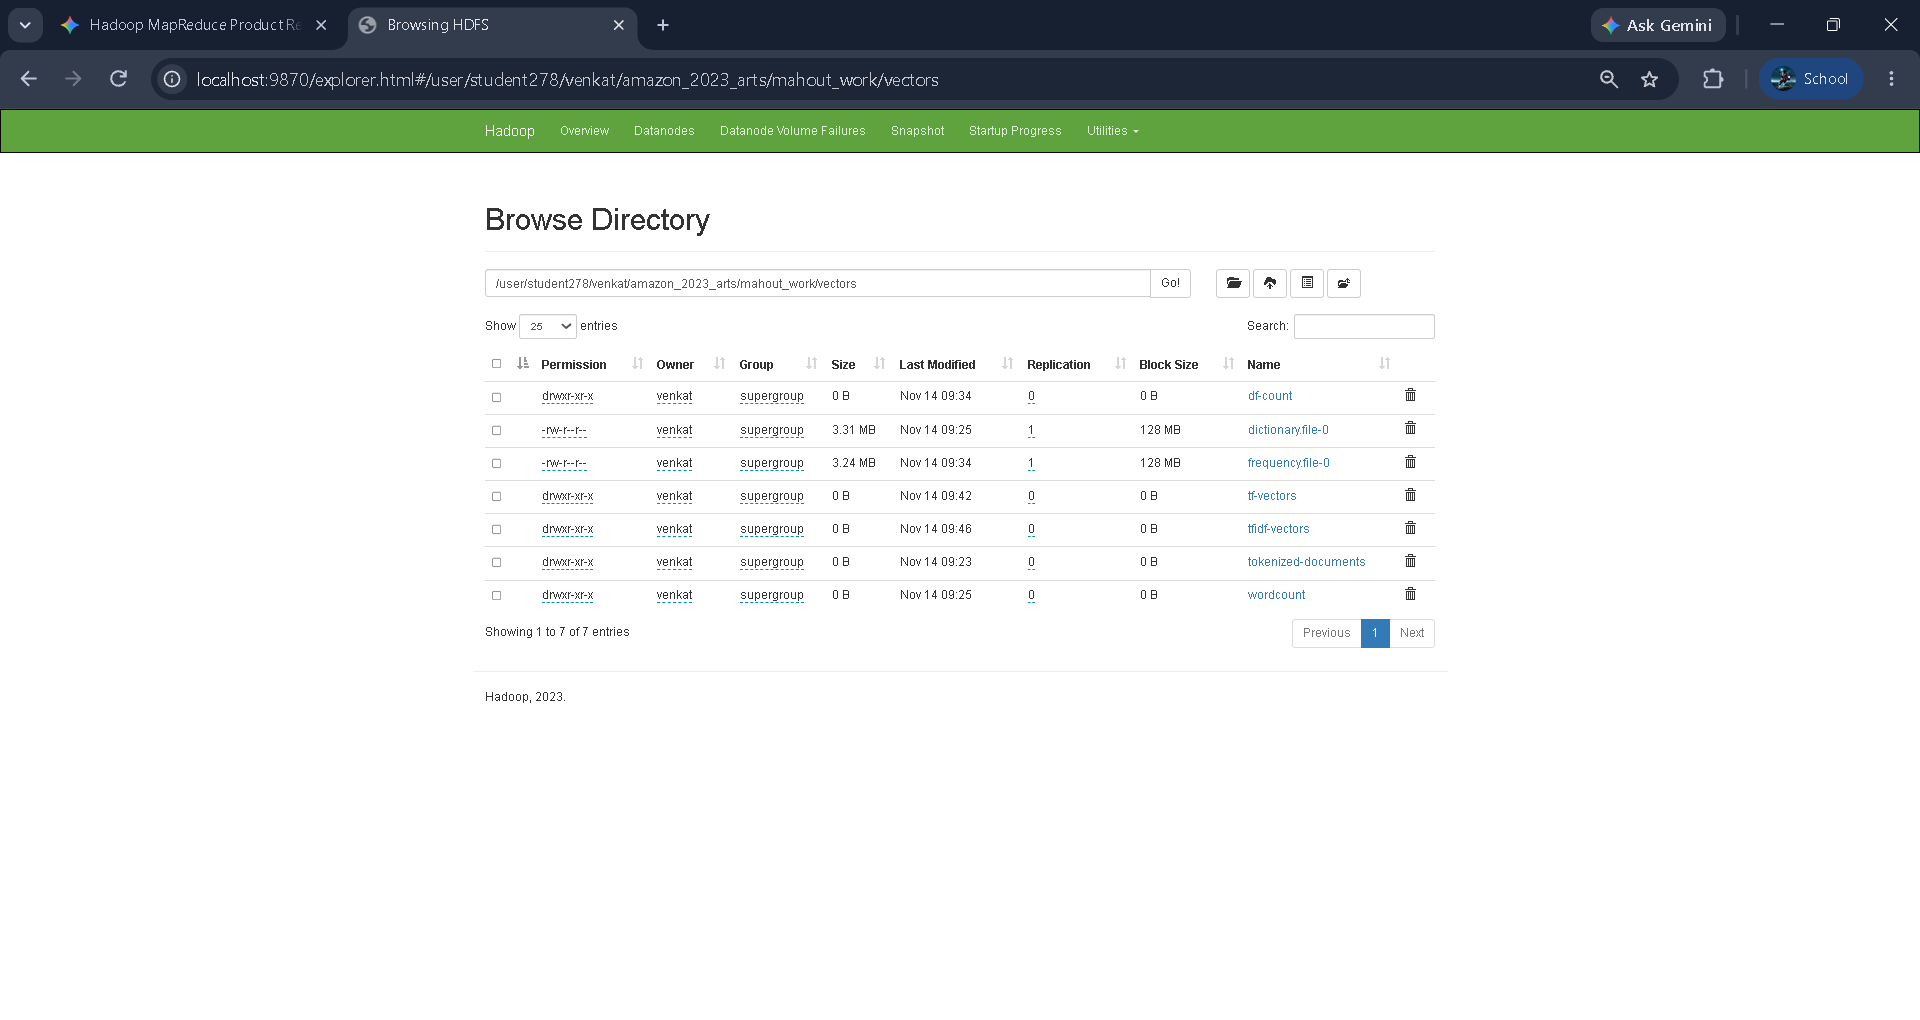 Hadoop MapReduce Product Re
Browsing HDFS
Ask Gemini
localhost:9870/explorer.html#/user/student278/venkat/amazon_2023_arts/mahout_work/vectors
School
Hadoop Overview Datanodes Datanode Volume Failures Snapshot Startup Progress Utilities
Browse Directory
/user/student278/venkat/amazon_2023_arts/mahout_work/vectors Go!
Show 25 entries Search:
Permission Owner Group Size Last Modified Replication Block Size Name
drwxr-xr-x venkat supergroup 0 B Nov 14 09:34 0 0 B df-count
-rw-r--r-- venkat supergroup 3.31 MB Nov 14 09:25 1 128 MB dictionary.file-0
-rw-r--r-- venkat supergroup 3.24 MB Nov 14 09:34 1 128 MB frequency.file-0
drwxr-xr-x venkat supergroup 0 B Nov 14 09:42 0 0 B tf-vectors
drwxr-xr-x venkat supergroup 0 B Nov 14 09:46 0 0 B tfidf-vectors
drwxr-xr-x venkat supergroup 0 B Nov 14 09:23 0 0 B tokenized-documents
drwxr-xr-x venkat supergroup 0 B Nov 14 09:25 0 0 B wordcount
Showing 1 to 7 of 7 entries Previous 1 Next
Hadoop, 2023.